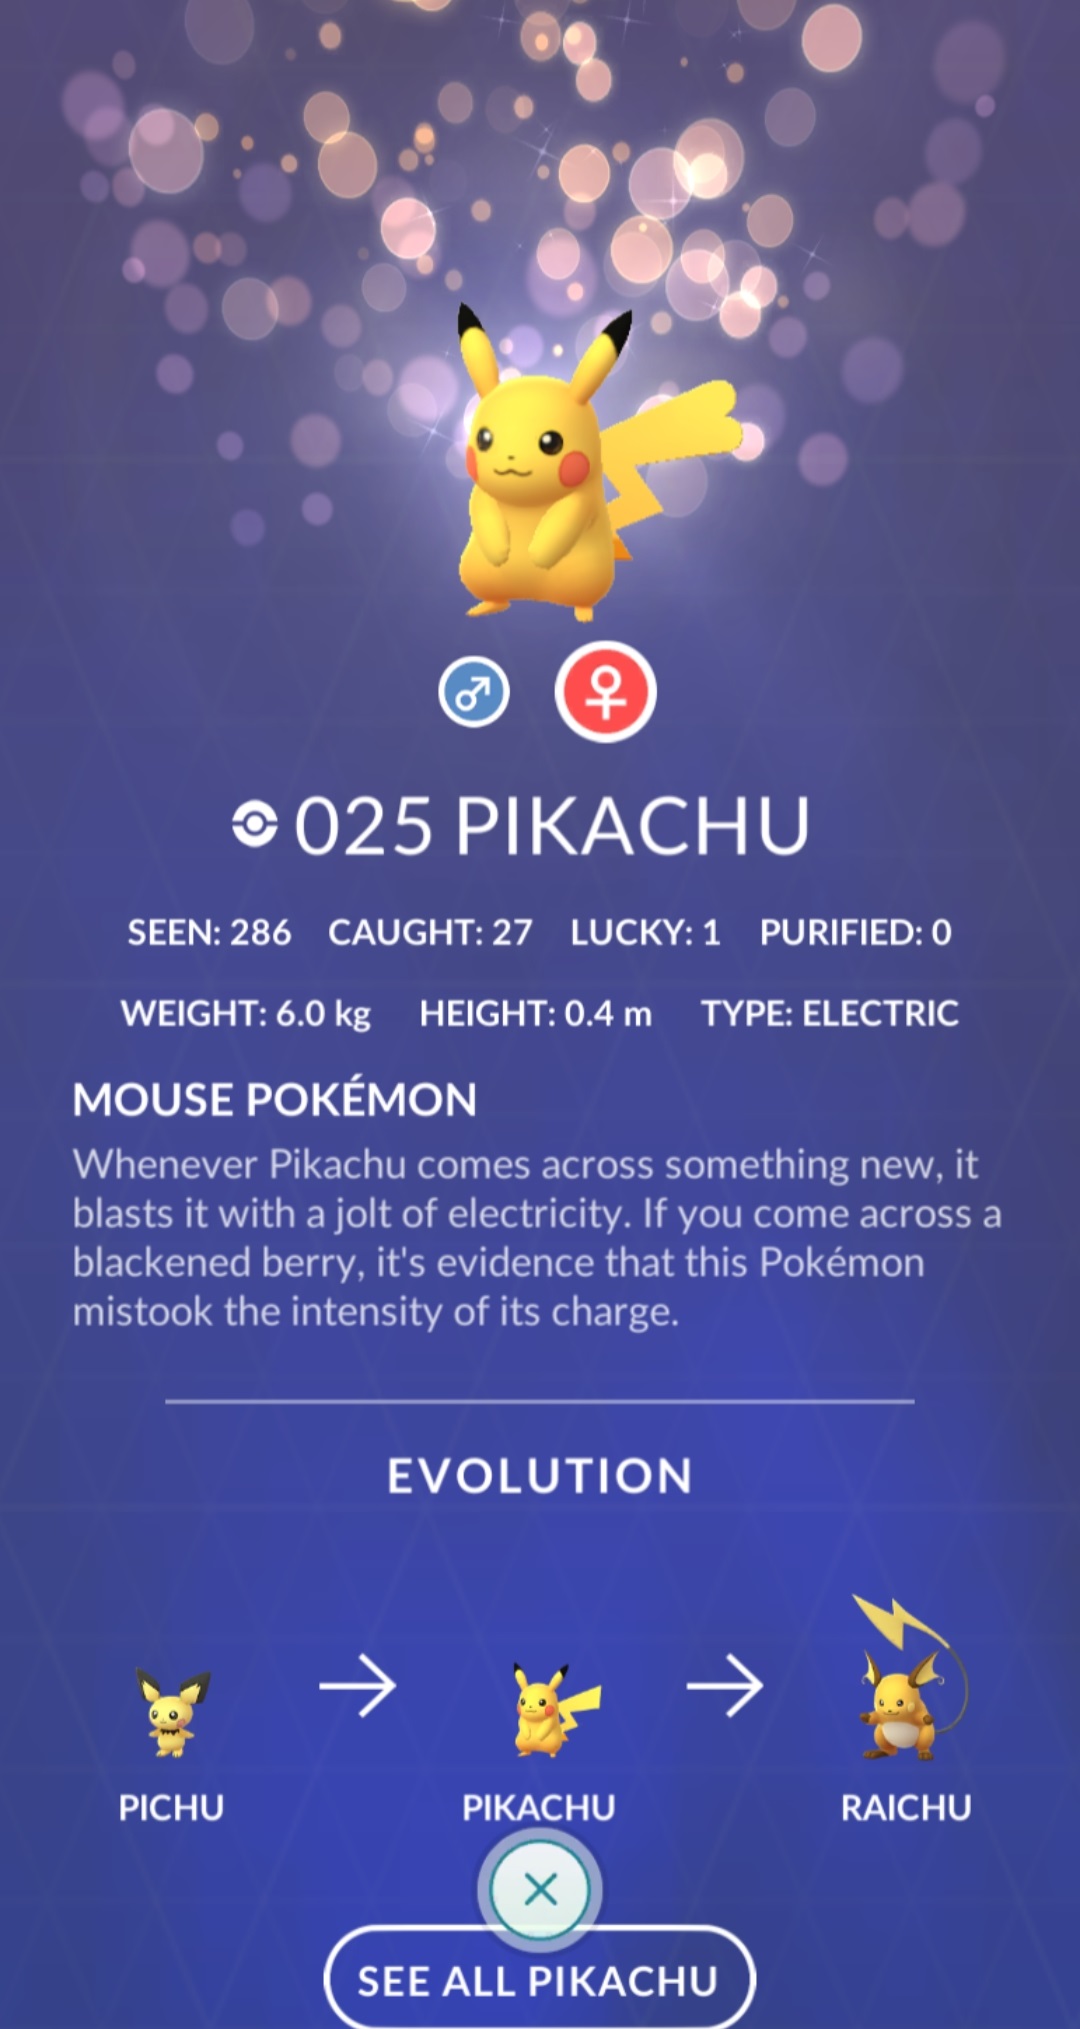 025 PIKACHU
SEEN: 286 CAUGHT: 27 LUCKY: 1 PURIFIED: 0
WEIGHT: 6.0 kg HEIGHT: 0.4 m TYPE: ELECTRIC
MOUSE POKÉMON
Whenever Pikachu comes across something new, it
blasts it with a jolt of electricity. If you come across a
blackened berry, it's evidence that this Pokémon
mistook the intensity of its charge.
EVOLUTION
PICHU PIKACHU RAICHU
SEE ALL PIKACHU